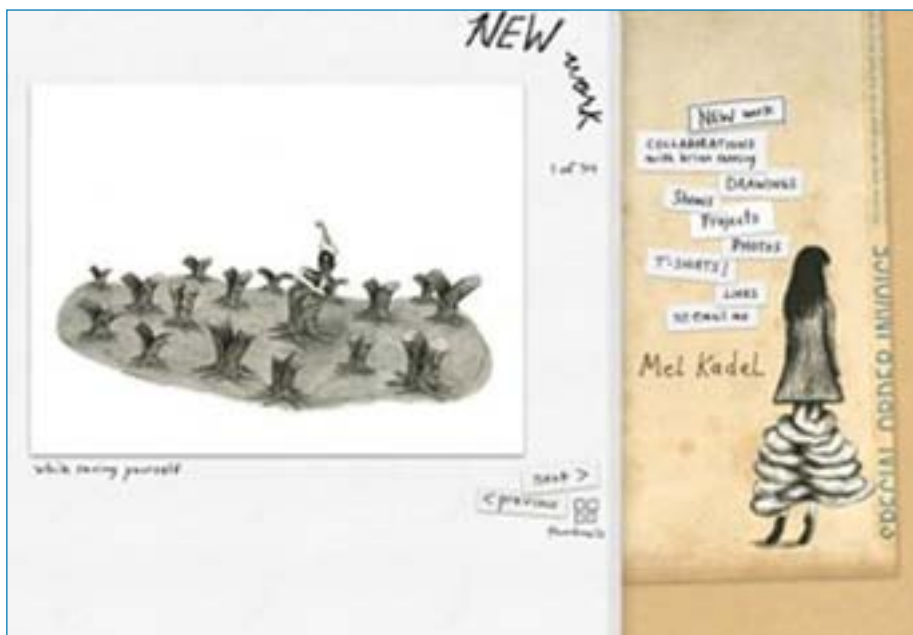 NEW
work
1 of 34
while saving yourself
next >
< previous
thumbnails
New work
COLLABORATIONS
with brian
DRAWINGS
Shows
Projects
PHOTOS
T-SHIRTS /
LINKS
email me
Mel Kadel
SPECIAL ORDER INVOICE